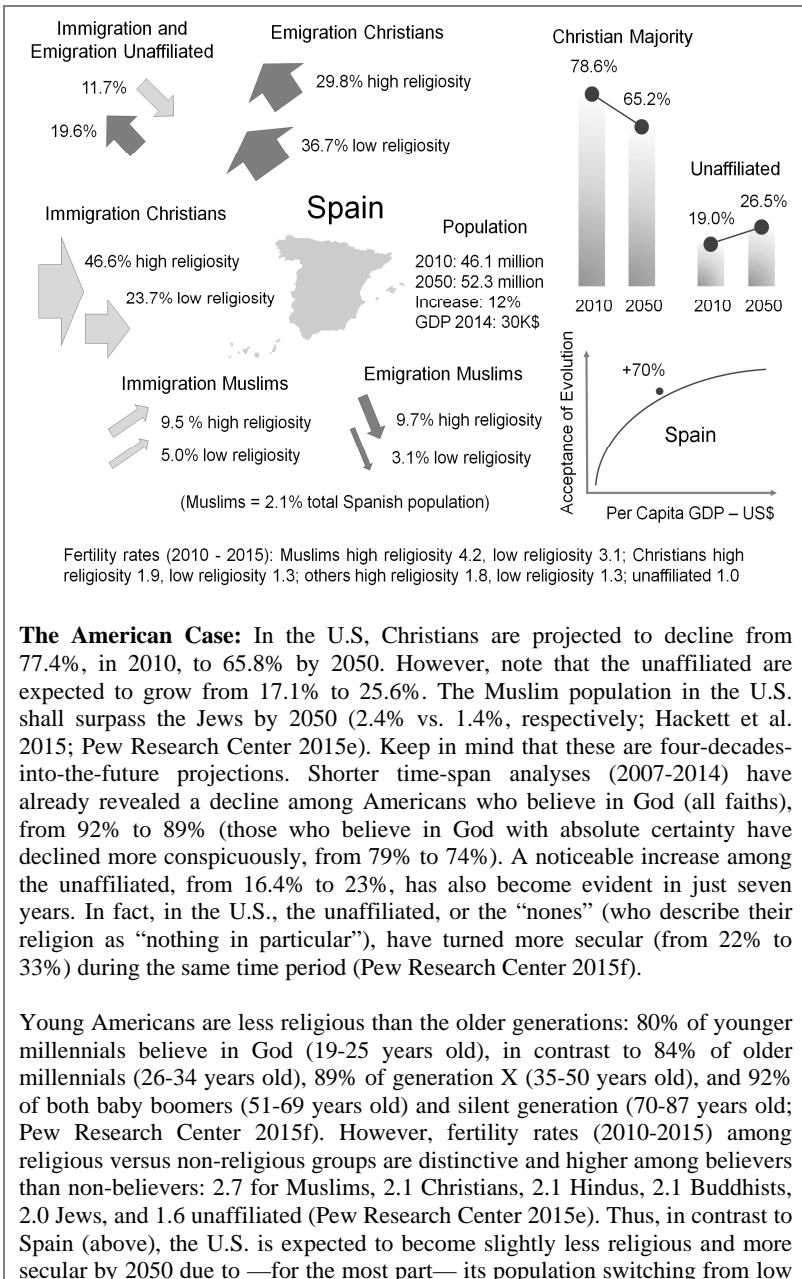 Immigration and
Emigration Unaffiliated
11.7%
19.6%
Emigration Christians
29.8% high religiosity
36.7% low religiosity
Christian Majority
78.6%
65.2%
2010 2050
Unaffiliated
19.0%
26.5%
2010 2050
Immigration Christians
46.6% high religiosity
23.7% low religiosity
Spain
Population
2010: 46.1 million
2050: 52.3 million
Increase: 12%
GDP 2014: 30K$
Immigration Muslims
9.5 % high religiosity
5.0% low religiosity
Emigration Muslims
9.7% high religiosity
3.1% low religiosity
(Muslims = 2.1% total Spanish population)
Acceptance of Evolution
+70%
Spain
Per Capita GDP – US$
Fertility rates (2010 - 2015): Muslims high religiosity 4.2, low religiosity 3.1; Christians high
religiosity 1.9, low religiosity 1.3; others high religiosity 1.8, low religiosity 1.3; unaffiliated 1.0
The American Case: In the U.S, Christians are projected to decline from
77.4%, in 2010, to 65.8% by 2050. However, note that the unaffiliated are
expected to grow from 17.1% to 25.6%. The Muslim population in the U.S.
shall surpass the Jews by 2050 (2.4% vs. 1.4%, respectively; Hackett et al.
2015; Pew Research Center 2015e). Keep in mind that these are four-decades-
into-the-future projections. Shorter time-span analyses (2007-2014) have
already revealed a decline among Americans who believe in God (all faiths),
from 92% to 89% (those who believe in God with absolute certainty have
declined more conspicuous, from 79% to 74%). A noticeable increase among
the unaffiliated, from 16.4% to 23%, has also become evident in just seven
years. In fact, in the U.S., the unaffiliated, or the “nones” (who describe their
religion as “nothing in particular”), have turned more secular (from 22% to
33%) during the same time period (Pew Research Center 2015f).
Young Americans are less religious than the older generations: 80% of younger
millennials believe in God (19-25 years old), in contrast to 84% of older
millennials (26-34 years old), 89% of generation X (35-50 years old), and 92%
of both baby boomers (51-69 years old) and silent generation (70-87 years old;
Pew Research Center 2015f). However, fertility rates (2010-2015) among
religious versus non-religious groups are distinctive and higher among believers
than non-believers: 2.7 for Muslims, 2.1 Christians, 2.1 Hindus, 2.1 Buddhists,
2.0 Jews, and 1.6 unaffiliated (Pew Research Center 2015e). Thus, in contrast to
Spain (above), the U.S. is expected to become slightly less religious and more
secular by 2050 due to —for the most part— its population switching from low